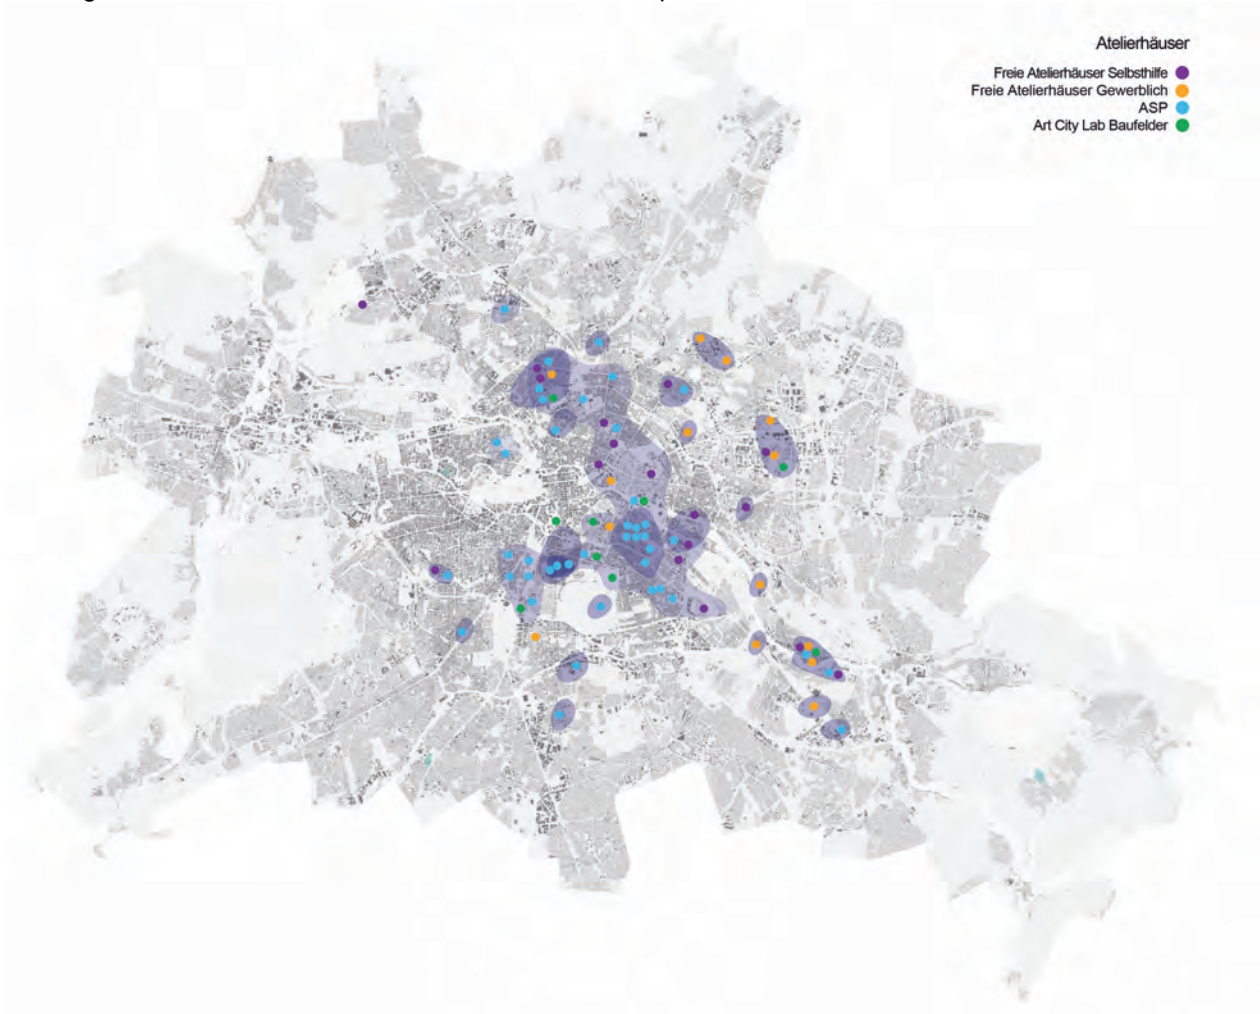 Atelierhäuser
Freie Atelierhäuser Selbsthilfe
Freie Atelierhäuser Gewerblich
ASP
Art City Lab Baufelder